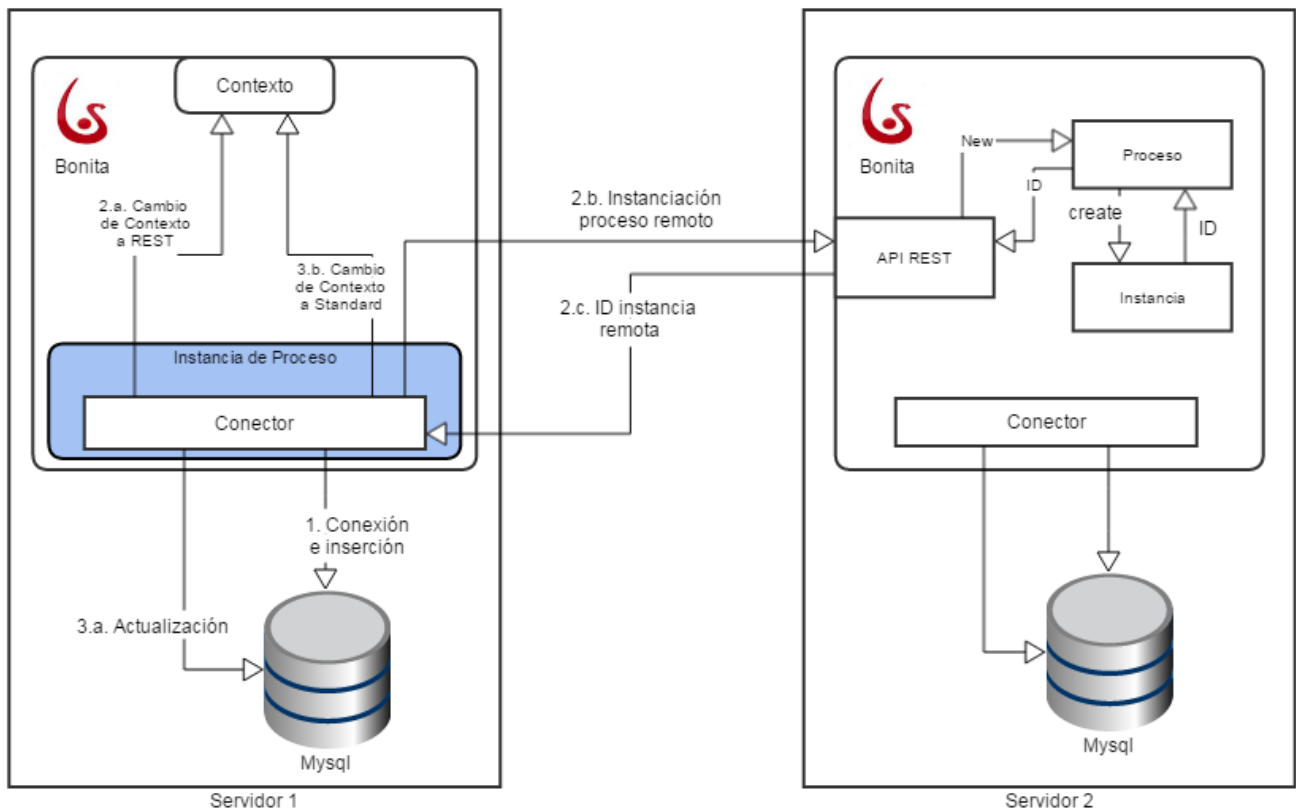 Contexto
Bonita
2.a. Cambio
de Contexto
a REST
3.b. Cambio
de Contexto
a Standard
Instancia de Proceso
Conector
1. Conexión
e inserción
3.a. Actualización
Mysql
Servidor 1
2.b. Instanciación
proceso remoto
2.c. ID instancia
remota
Bonita
New
Proceso
ID
create
ID
API REST
Instancia
Conector
Mysql
Servidor 2